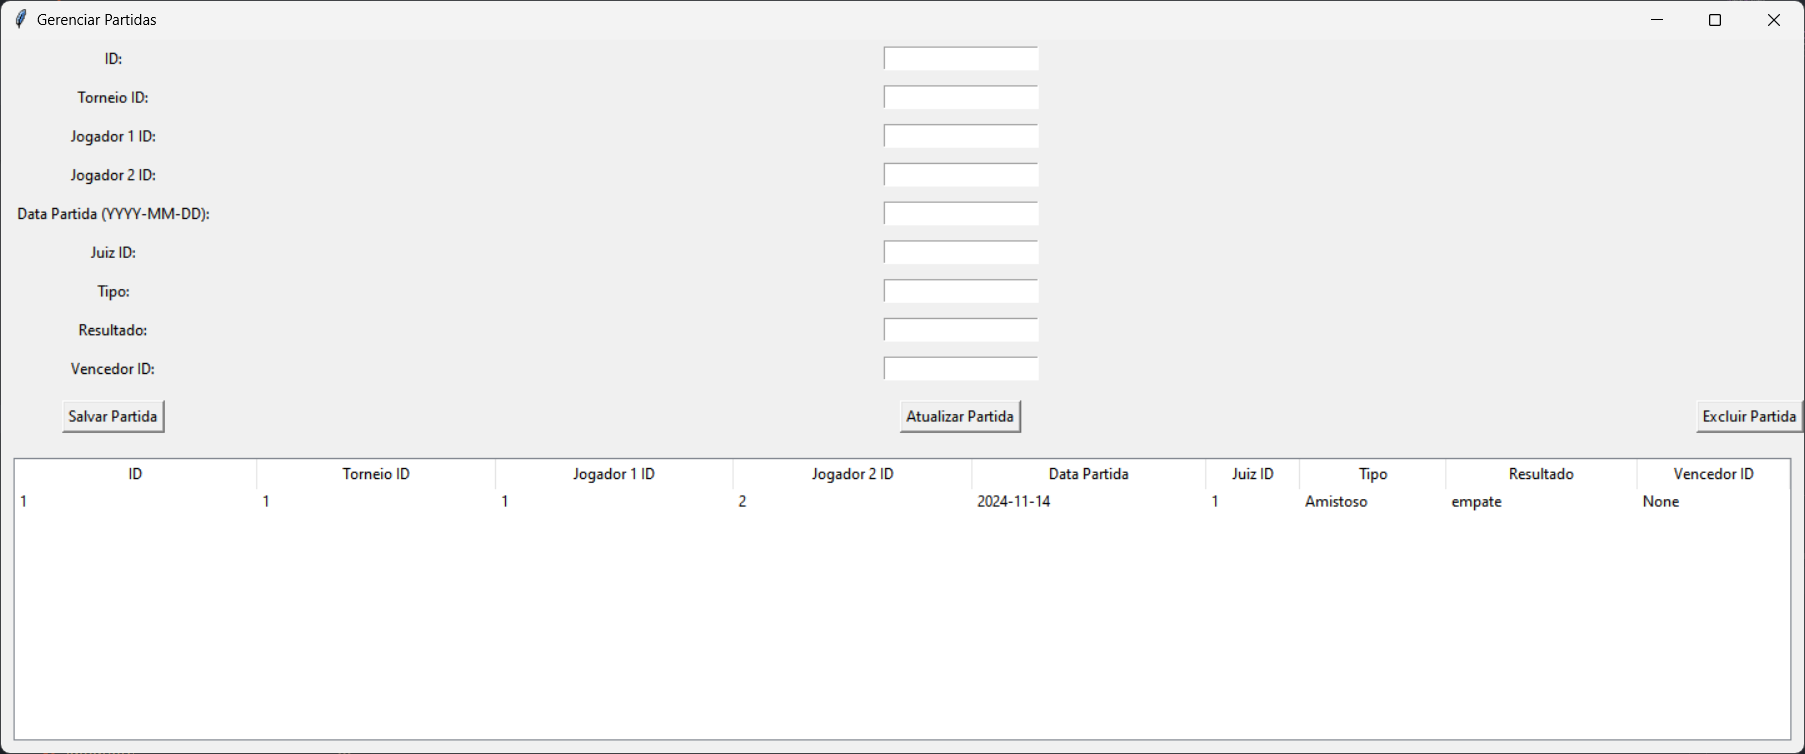 Gerenciar Partidas
ID:
Torneio ID:
Jogador 1 ID:
Jogador 2 ID:
Data Partida (YYYY-MM-DD):
Juiz ID:
Tipo:
Resultado:
Vencedor ID:
Salvar Partida Atualizar Partida Excluir Partida
ID Torneio ID Jogador 1 ID Jogador 2 ID Data Partida Juiz ID Tipo Resultado Vencedor ID
1 1 1 2 2024-11-14 1 Amistoso empate None